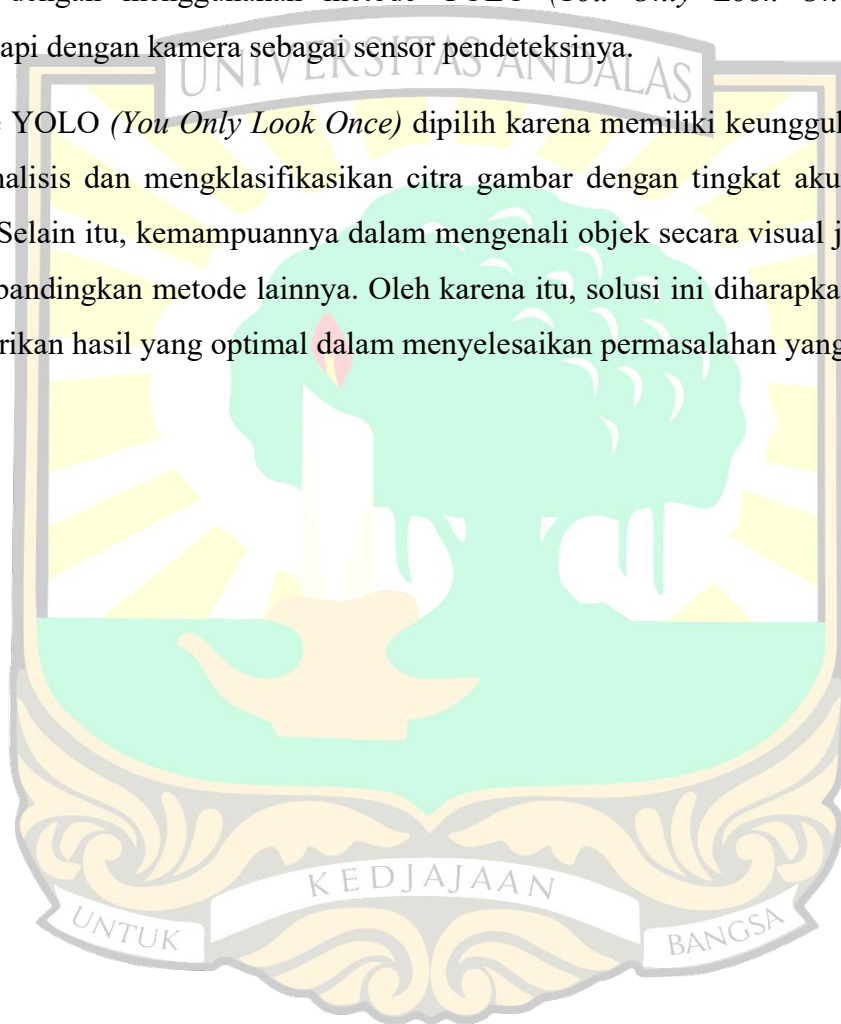 dengan menggunakan metode YOLO (You Only Look On
api dengan kamera sebagai sensor pendeteksinya.
UNIVERSITAS ANDALAS
YOLO (You Only Look Once) dipilih karena memiliki keunggul
nalisis dan mengklasifikasikan citra gambar dengan tingkat aku
Selain itu, kemampuannya dalam mengenali objek secara visual j
bandingkan metode lainnya. Oleh karena itu, solusi ini diharapka
rikan hasil yang optimal dalam menyelesaikan permasalahan yang
KEDJAJAAN
UNTUK BANGSA